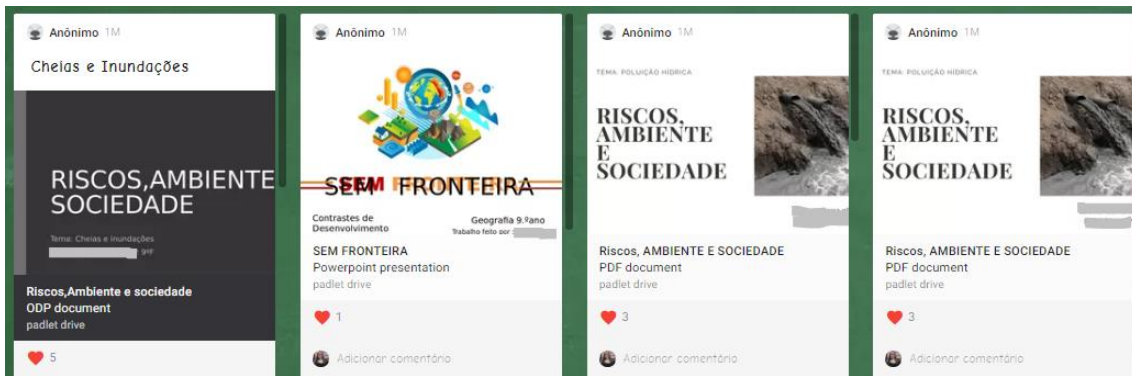 Anônimo 1M
Cheias e Inundações
RISCOS,AMBIENTE
SOCIEDADE
Tema: Cheias e inundações
9ºF
Riscos,Ambiente e sociedade
ODP document
padlet drive
5
Anônimo 1M
SEM FRONTEIRA
Contrastes de
Desenvolvimento
Geografia 9.ºano
Trabalho feito por :
SEM FRONTEIRA
Powerpoint presentation
padlet drive
1
Adicionar comentário
Anônimo 1M
TEMA: POLUIÇÃO HÍDRICA
RISCOS,
AMBIENTE
E
SOCIEDADE
Riscos, AMBIENTE E SOCIEDADE
PDF document
padlet drive
3
Adicionar comentário
Anônimo 1M
TEMA: POLUIÇÃO HÍDRICA
RISCOS,
AMBIENTE
E
SOCIEDADE
Riscos, AMBIENTE E SOCIEDADE
PDF document
padlet drive
3
Adicionar comentário